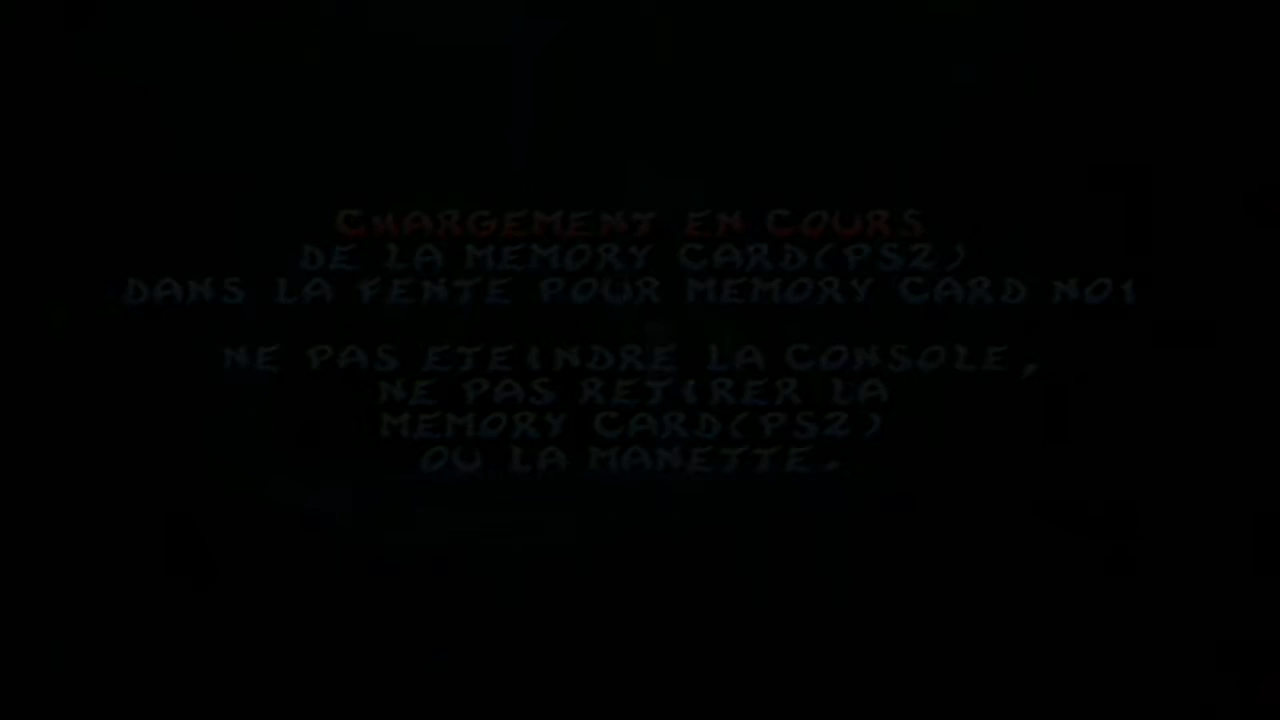 CHARGEMENT EN COURS
DE LA MEMORY CARD(PS2)
DANS LA FENTE POUR MEMORY CARD NO1
NE PAS ETEINDRE LA CONSOLE,
NE PAS RETIRER LA
MEMORY CARD(PS2)
OU LA MANETTE.